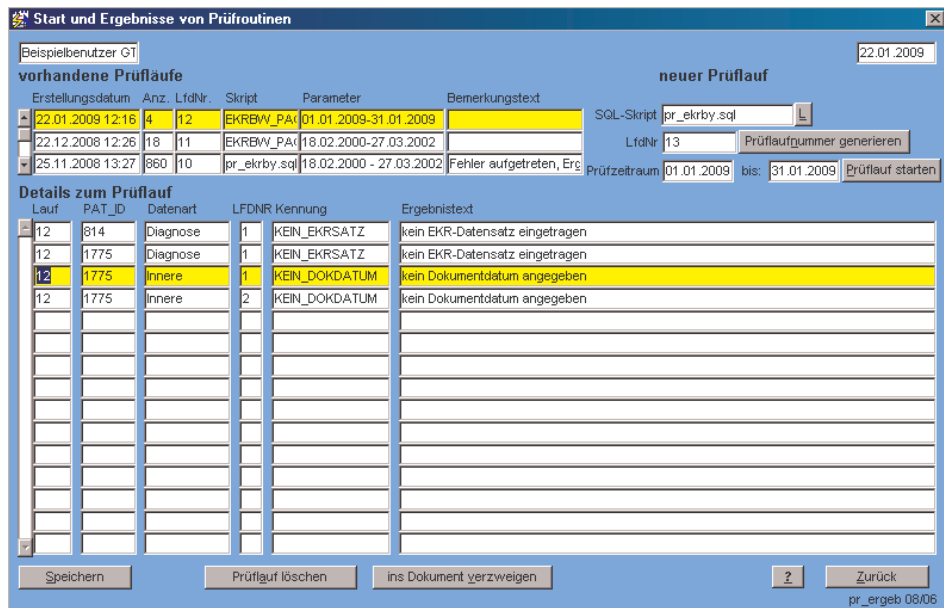 Start und Ergebnisse von Prüfroutinen
Beispielbenutzer GT
22.01.2009
vorhandene Prüfläufe
neuer Prüflauf
Erstellungsdatum Anz. LfdNr. Skript Parameter Bemerkungstext
22.01.2009 12:16 4 12 EKRBW_PA( 01.01.2009-31.01.2009
22.12.2008 12:26 18 11 EKRBW_PA( 18.02.2000-27.03.2002
25.11.2008 13:27 860 10 pr_ekrby.sql 18.02.2000 - 27.03.2002 Fehler aufgetreten, Erg
SQL-Skript pr_ekrby.sql L
LfdNr 13 Prüflaufnummer generieren
Prüfzeitraum 01.01.2009 bis: 31.01.2009 Prüflauf starten
Details zum Prüflauf
Lauf PAT_ID Datenart LFDNR Kennung Ergebnistext
12 814 Diagnose 1 KEIN_EKRSATZ kein EKR-Datensatz eingetragen
12 1775 Diagnose 1 KEIN_EKRSATZ kein EKR-Datensatz eingetragen
12 1775 Innere 1 KEIN_DOKDATUM kein Dokumentdatum angegeben
12 1775 Innere 2 KEIN_DOKDATUM kein Dokumentdatum angegeben
Speichern Prüflauf löschen ins Dokument verzweigen ? Zurück
pr_ergeb 08/06